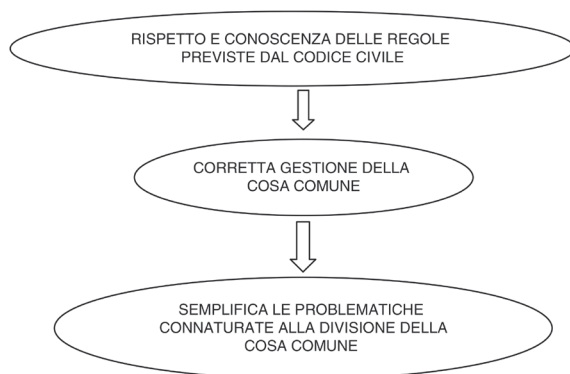 RISPETTO E CONOSCENZA DELLE REGOLE
PREVISTE DAL CODICE CIVILE
CORRETTA GESTIONE DELLA
COSA COMUNE
SEMPLIFICA LE PROBLEMATICHE
CONNATURATE ALLA DIVISIONE DELLA
COSA COMUNE